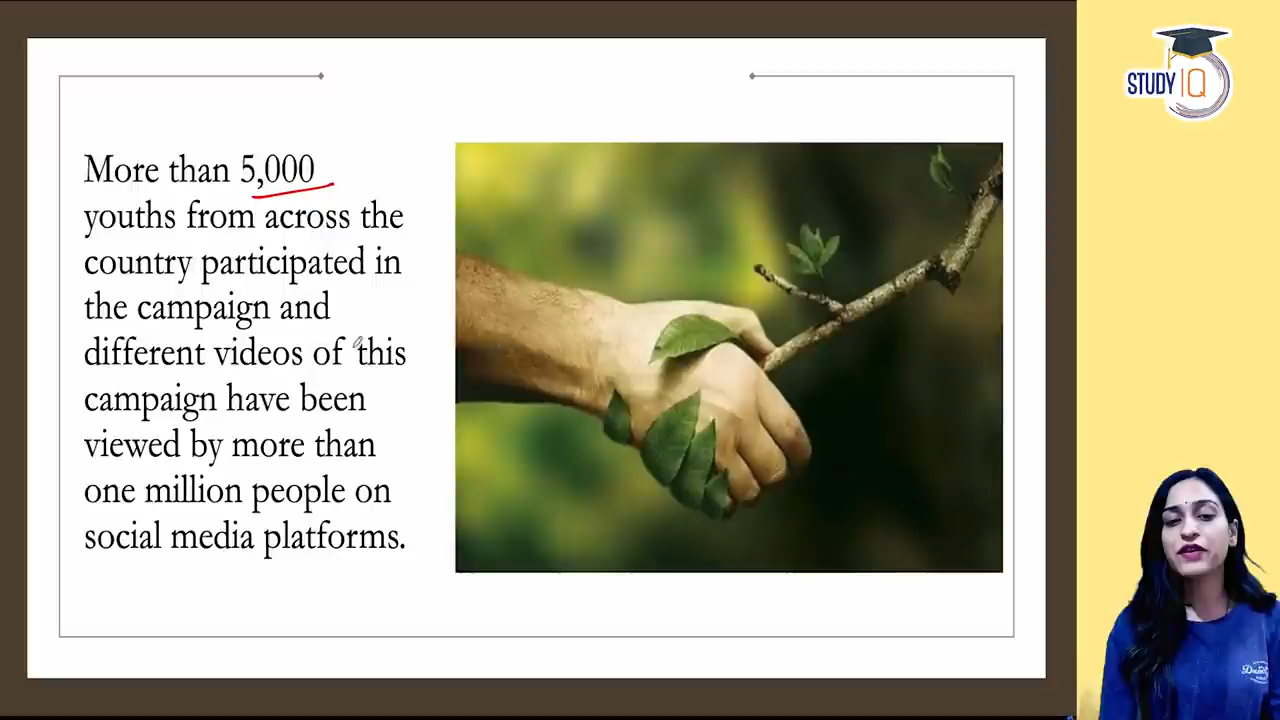 More than 5,000
youths from across the
country participated in
the campaign and
different videos of this
campaign have been
viewed by more than
one million people on
social media platforms.
STUDY IQ